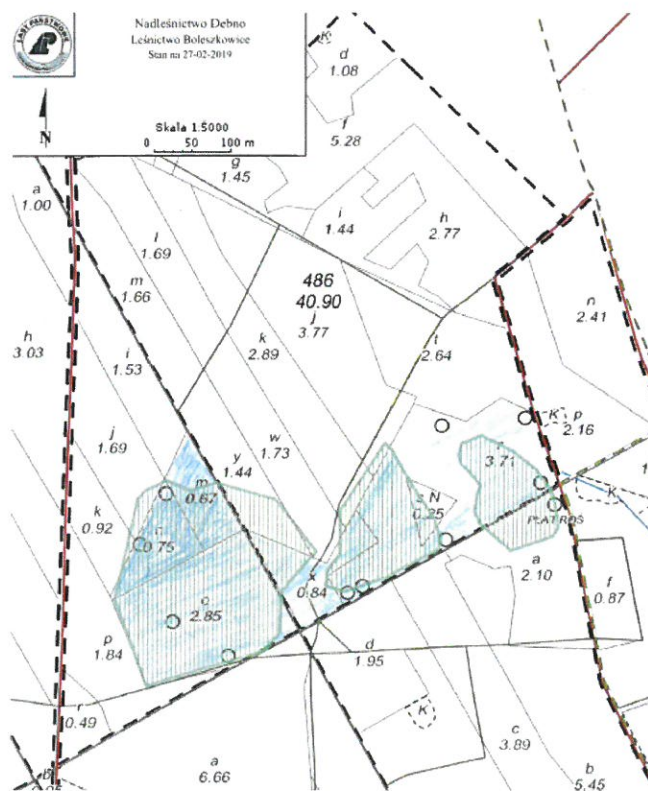 LASY PAŃSTWOWE
Nadleśnictwo Dębno
Leśnictwo Boleszkowice
Stan na 27-02-2019
N
Skala 1:5000
0 50 100 m
K
d
1.08
f
5.28
g
1.45
a
1.00
i
1.44
h
2.77
l
1.69
486
40.90
m
1.66
j
3.77
n
2.41
k
2.89
t
2.64
h
3.03
i
1.53
K
p
2.16
j
1.69
w
1.73
y
1.44
r
3.71
m
0.67
k
0.92
s N
0.25
K
PLAT ROS
n
0.75
a
2.10
x
0.84
f
0.87
o
2.85
p
1.84
d
1.95
r
0.49
K
c
3.89
a
6.66
b
5.45
b